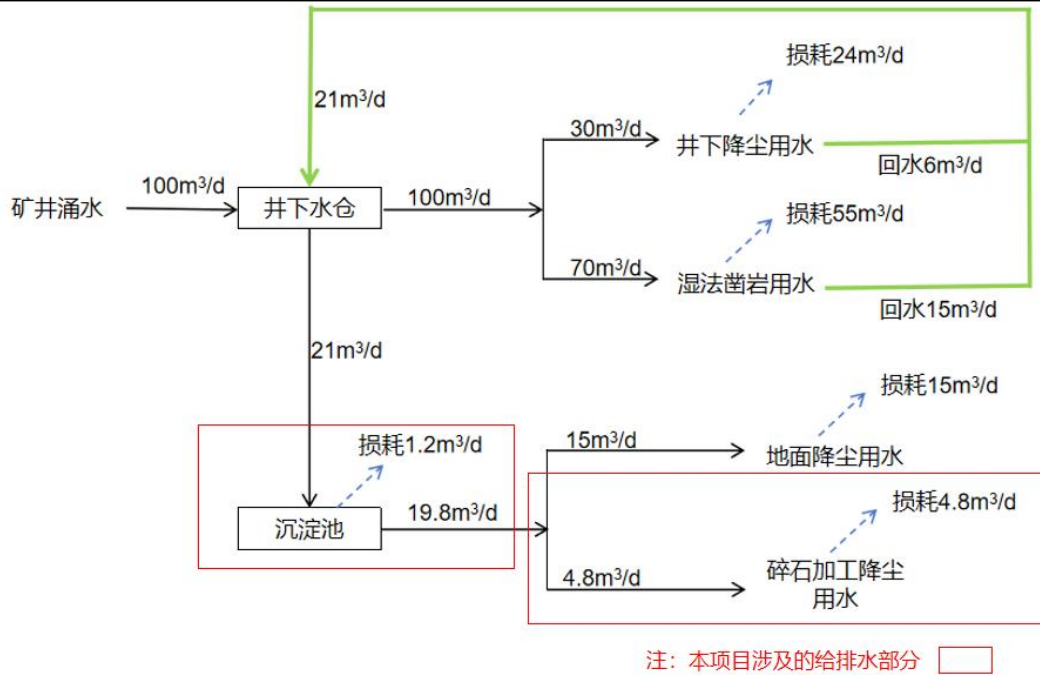 损耗24m³/d
21m³/d
30m³/d
井下降尘用水
回水6m³/d
矿井涌水
100m³/d
井下水仓
100m³/d
损耗55m³/d
70m³/d
湿法凿岩用水
回水15m³/d
21m³/d
损耗15m³/d
损耗1.2m³/d
15m³/d
地面降尘用水
沉淀池
19.8m³/d
损耗4.8m³/d
4.8m³/d
碎石加工降尘
用水
注：本项目涉及的给排水部分